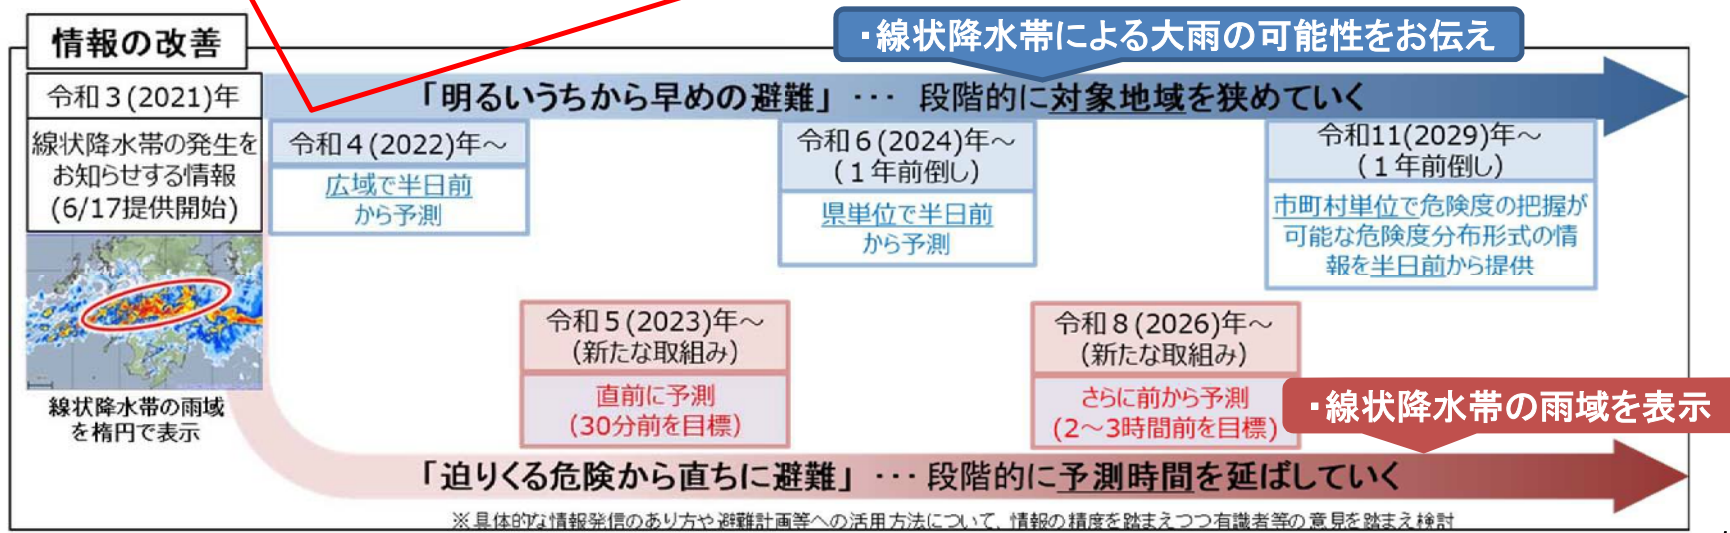 情報の改善
・線状降水帯による大雨の可能性をお伝え
「明るいうちから早めの避難」・・・ 段階的に対象地域を狭めていく
令和3(2021)年
線状降水帯の発生を
お知らせする情報
(6/17提供開始)
線状降水帯の雨域
を楕円で表示
令和4(2022)年~
広域で半日前
から予測
令和6(2024)年~
(1年前倒し)
県単位で半日前
から予測
令和11(2029)年~
(1年前倒し)
市町村単位で危険度の把握が
可能な危険度分布形式の情
報を半日前から提供
令和5(2023)年~
(新たな取組み)
直前に予測
(30分前を目標)
令和8(2026)年~
(新たな取組み)
さらに前から予測
(2~3時間前を目標)
・線状降水帯の雨域を表示
「迫りくる危険から直ちに避難」・・・段階的に予測時間を延ばしていく
※具体的な情報発信のあり方や避難計画等への活用方法について、情報の精度を踏まえつつ有識者等の意見を踏まえ検討